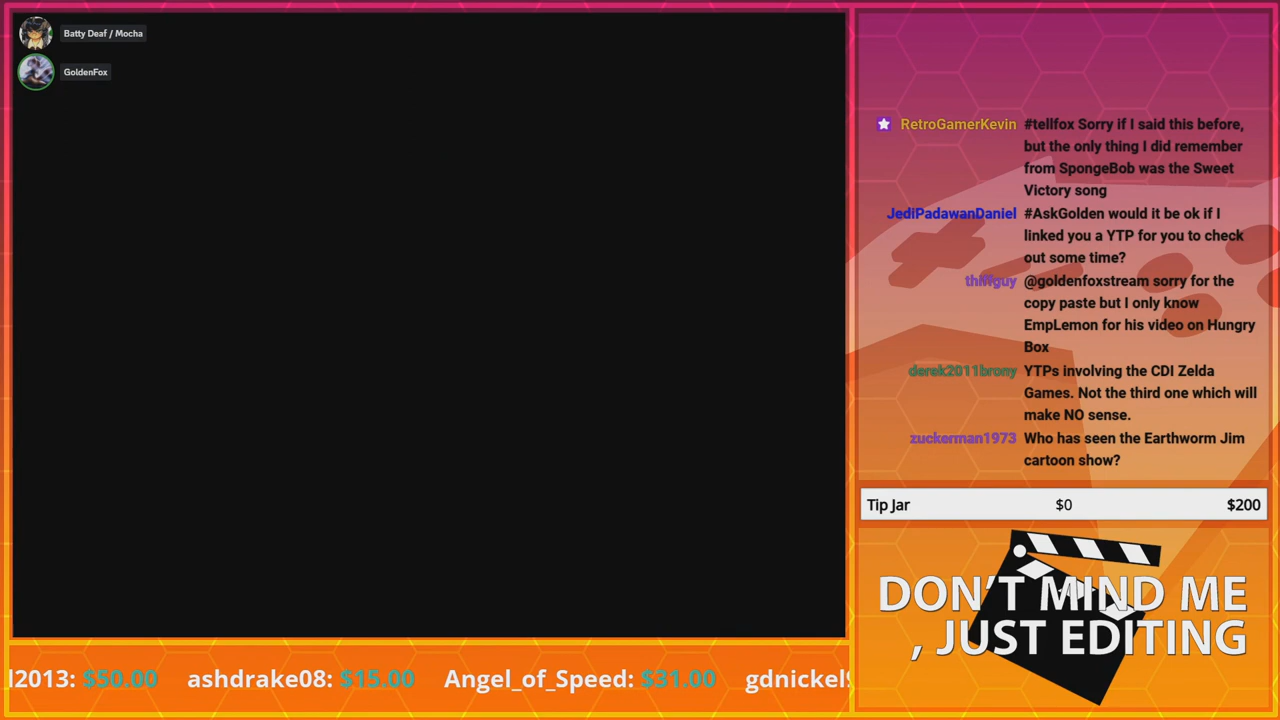 Batty Deaf / Mocha
GoldenFox
RetroGamerKevin #tellfox Sorry if I said this before,
but the only thing I did remember
from SpongeBob was the Sweet
Victory song
JediPadawanDaniel #AskGolden would it be ok if I
linked you a YTP for you to check
out some time?
thiffguy @goldenfoxstream sorry for the
copy paste but I only know
EmpLemon for his video on Hungry
Box
derek2011brony YTPs involving the CDI Zelda
Games. Not the third one which will
make NO sense.
zuckerman1973 Who has seen the Earthworm Jim
cartoon show?
Tip Jar $0 $200
DON'T MIND ME
, JUST EDITING
2013: $50.00 ashdrake08: $15.00 Angel_of_Speed: $31.00 gdnickel